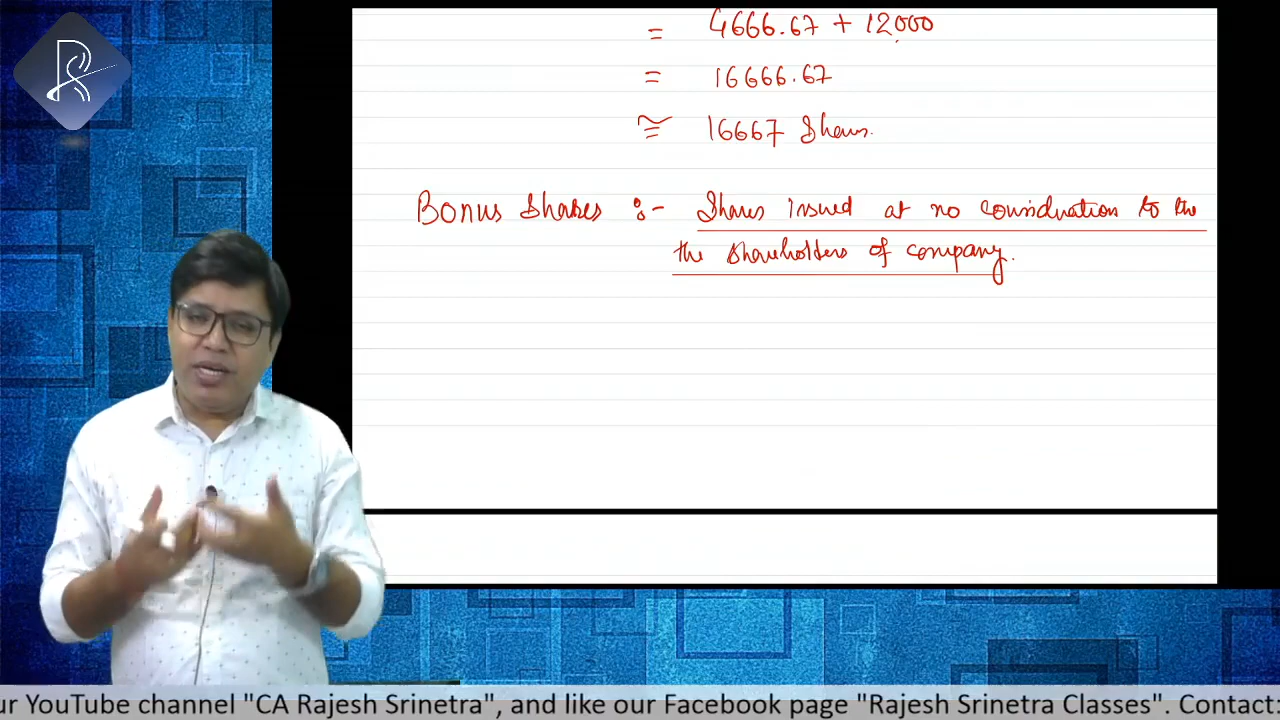 = 4666.67 + 12000
= 16666.67
≅ 16667 Shares.
Bonus Shares :- Shares issued at no consideration to the
the shareholders of company.
RS
ur YouTube channel "CA Rajesh Srinetra", and like our Facebook page "Rajesh Srinetra Classes". Contact: